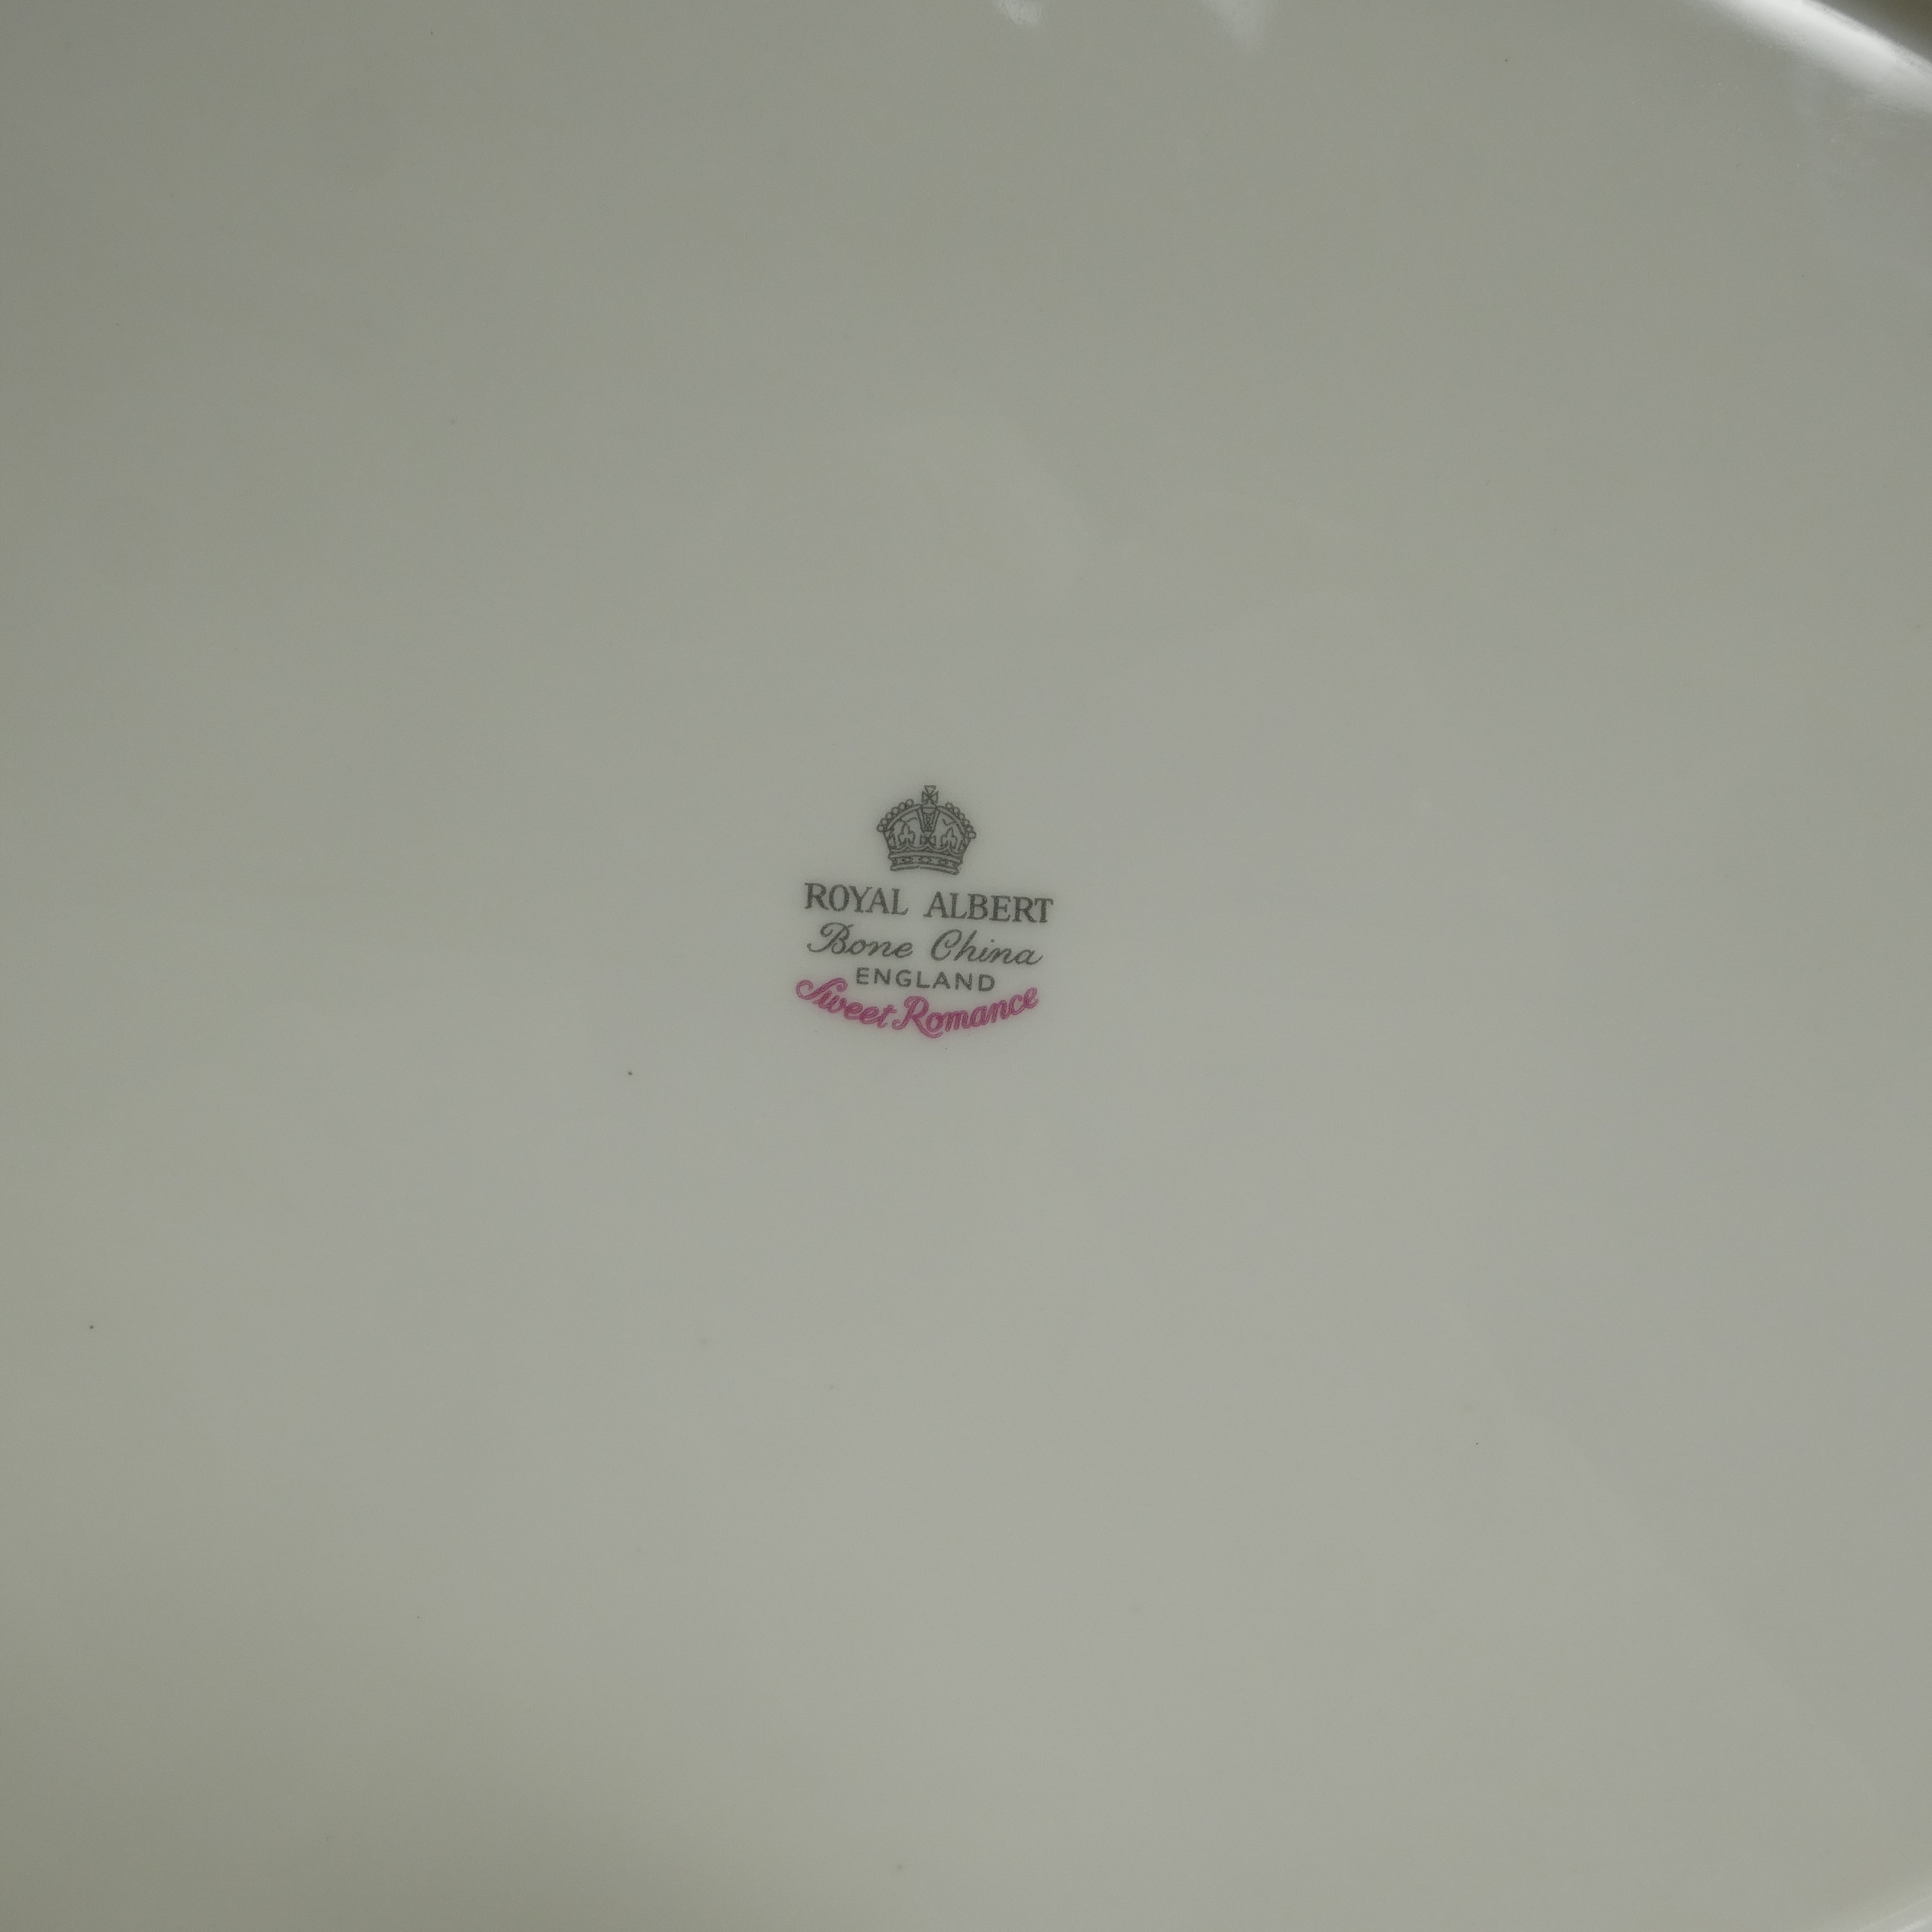 ROYAL ALBERT
Bone China
ENGLAND
Sweet Romance